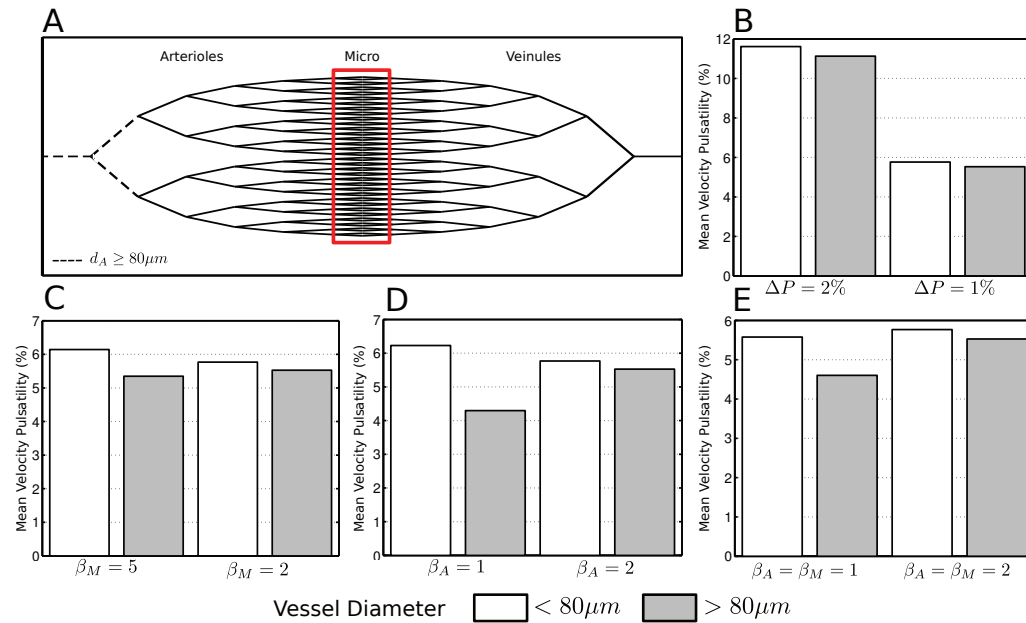 A
Arterioles Micro Veinules
d_A ≥ 80μm
B
Mean Velocity Pulsatility (%)
12
10
8
6
4
2
0
ΔP = 2% ΔP = 1%
C
Mean Velocity Pulsatility (%)
7
6
5
4
3
2
1
0
β_M = 5 β_M = 2
D
Mean Velocity Pulsatility (%)
7
6
5
4
3
2
1
0
β_A = 1 β_A = 2
E
Mean Velocity Pulsatility (%)
6
5
4
3
2
1
0
β_A = β_M = 1 β_A = β_M = 2
Vessel Diameter < 80μm > 80μm